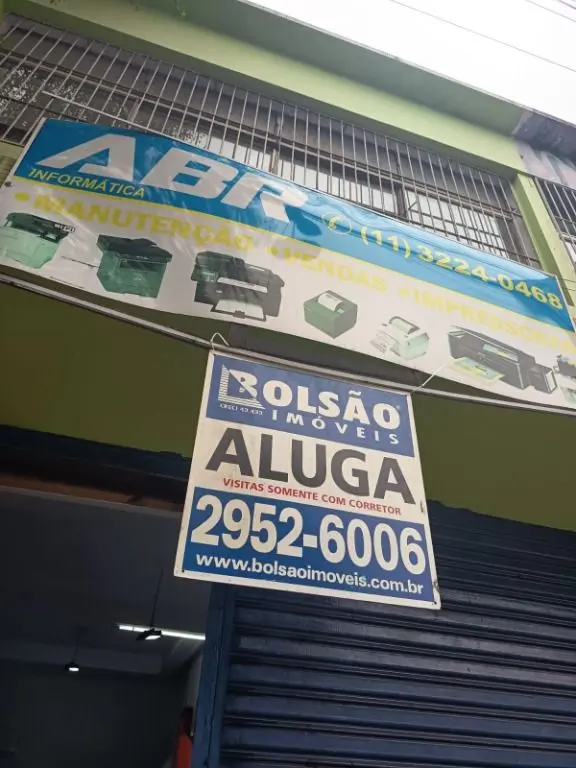 ABR
INFORMÁTICA
(11) 3224-0468
•MANUTENÇÃO •VENDAS •IMPRESSORAS
BOLSÃO
IMÓVEIS
ALUGA
VISITAS SOMENTE COM CORRETOR
2952-6006
www.bolsaoimoveis.com.br